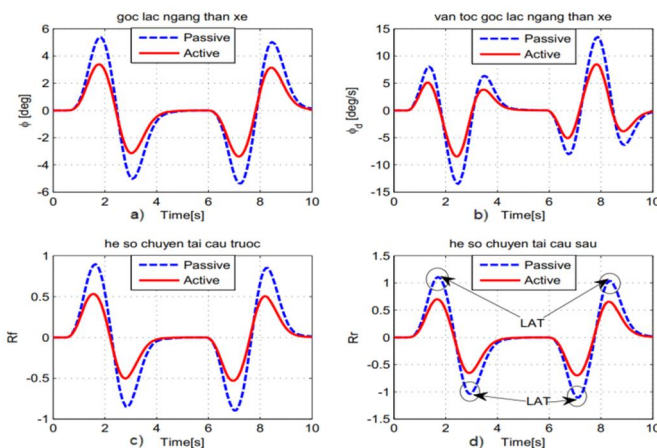 goc lac ngang than xe
Passive
Active
6
4
2
0
-2
-4
-6
ϕ [deg]
0 2 4 6 8 10
a) Time[s]
van toc goc lac ngang than xe
Passive
Active
15
10
5
0
-5
-10
-15
ϕd [deg/s]
0 2 4 6 8 10
b) Time[s]
he so chuyen tai cau truoc
Passive
Active
1
0.5
0
-0.5
-1
Rf
0 2 4 6 8 10
c) Time[s]
he so chuyen tai cau sau
Passive
Active
1.5
1
0.5
0
-0.5
-1
-1.5
Rr
LAT
LAT
0 2 4 6 8 10
d) Time[s]